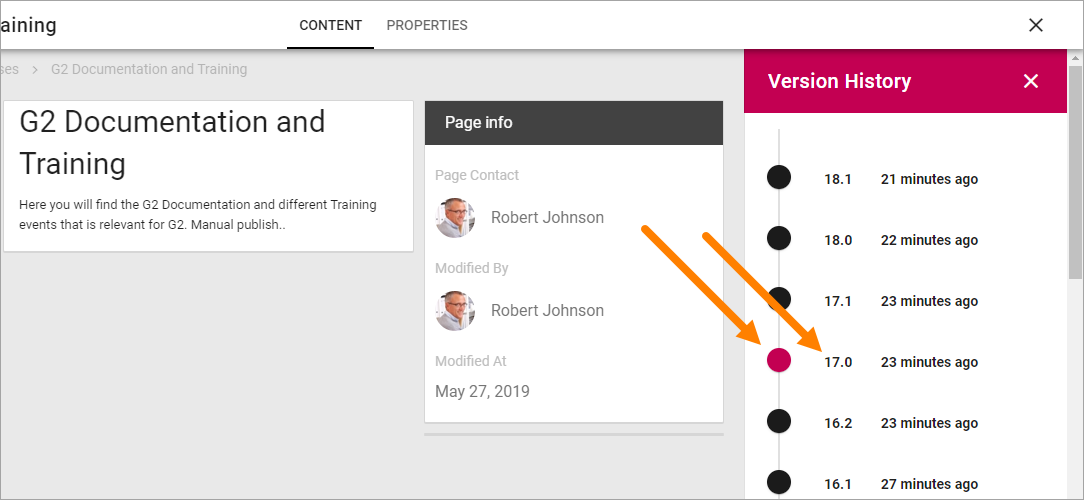 aining
CONTENT
PROPERTIES
ses > G2 Documentation and Training
G2 Documentation and
Training
Here you will find the G2 Documentation and different Training
events that is relevant for G2. Manual publish..
Page info
Page Contact
Robert Johnson
Modified By
Robert Johnson
Modified At
May 27, 2019
Version History
18.1 21 minutes ago
18.0 22 minutes ago
17.1 23 minutes ago
17.0 23 minutes ago
16.2 23 minutes ago
16.1 27 minutes ago